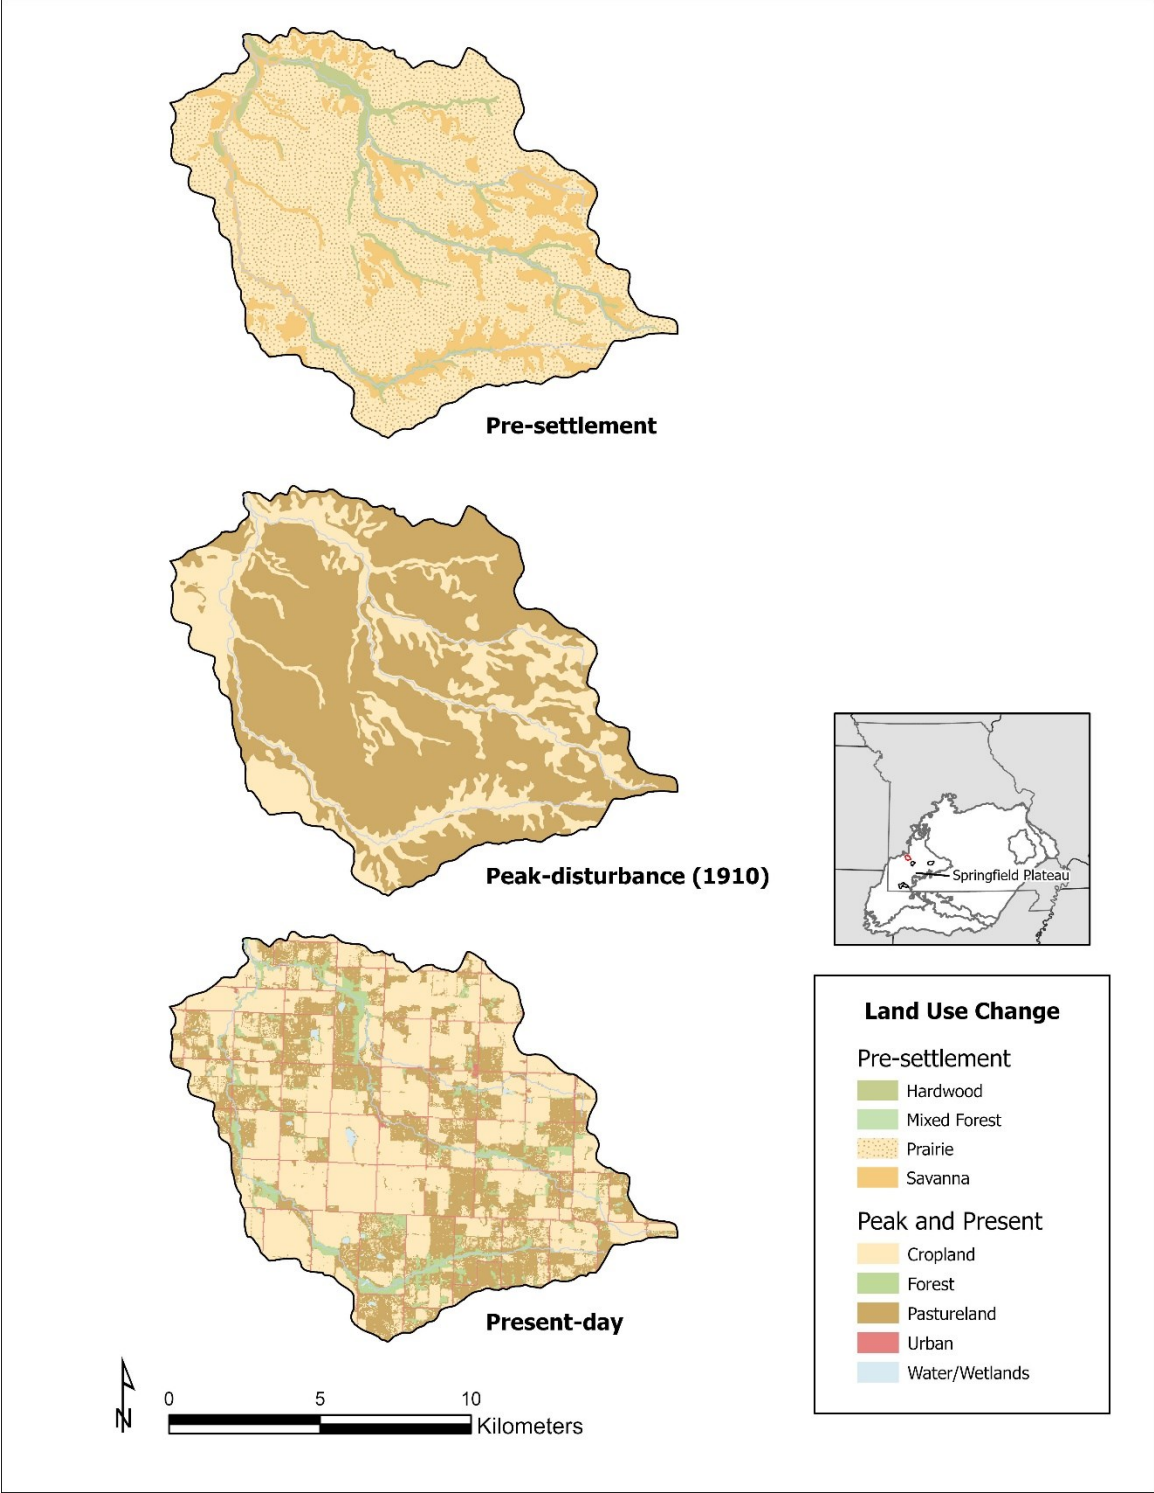 Pre-settlement
Peak-disturbance (1910)
Springfield Plateau
Present-day
Land Use Change
Pre-settlement
Hardwood
Mixed Forest
Prairie
Savanna
Peak and Present
Cropland
Forest
Pastureland
Urban
Water/Wetlands
N
0 5 10
Kilometers